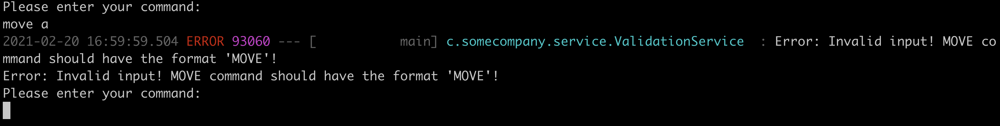 Please enter your command:
move a
2021-02-20 16:59:59.504 ERROR 93060 --- [           main] c.somecompany.service.ValidationService  : Error: Invalid input! MOVE co
mmand should have the format 'MOVE'!
Error: Invalid input! MOVE command should have the format 'MOVE'!
Please enter your command: